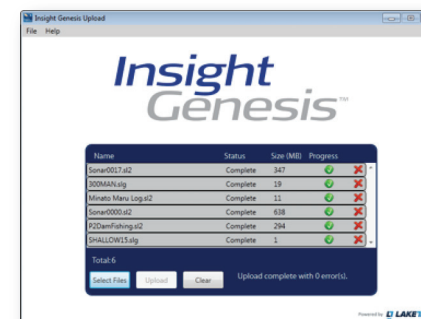 Insight Genesis Upload
File Help
Insight
Genesis™
Name Status Size (MB) Progress
Sonar0017.sl2 Complete 347
300MAN.slg Complete 19
Minato Maru Log.sl2 Complete 11
Sonar0000.sl2 Complete 638
P2DamFishing.sl2 Complete 294
SHALLOW15.slg Complete 1
Total:6
Select Files Upload Clear Upload complete with 0 error(s).
Powered by